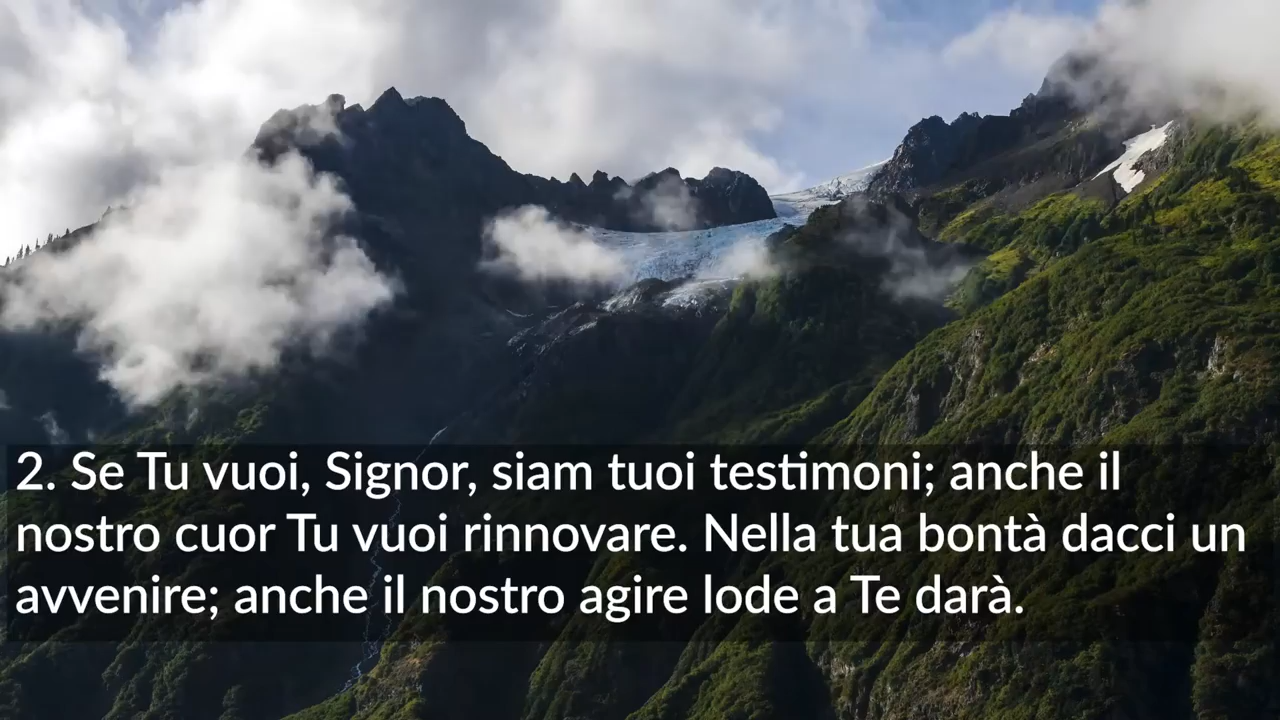 2. Se Tu vuoi, Signor, siam tuoi testimoni; anche il
nostro cuor Tu vuoi rinnovare. Nella tua bontà dacci un
avvenire; anche il nostro agire lode a Te darà.